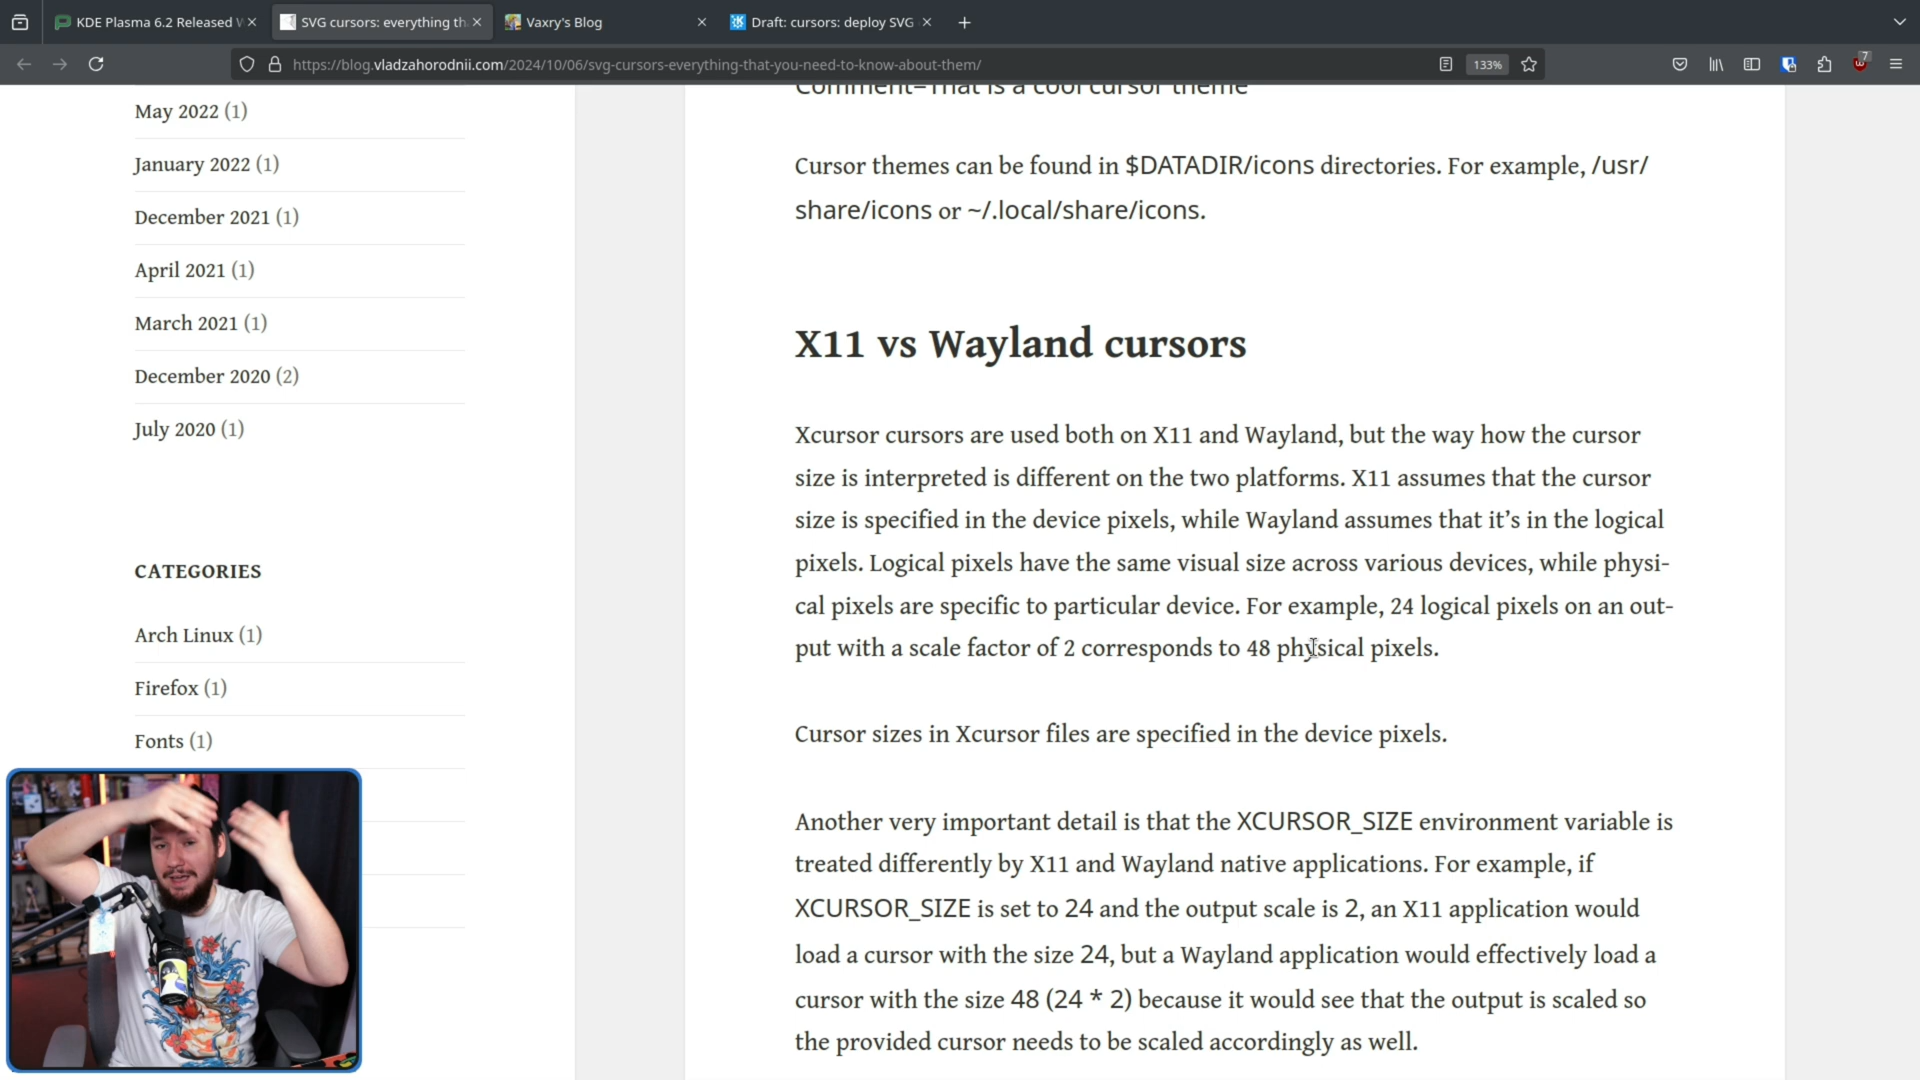 KDE Plasma 6.2 Released W
SVG cursors: everything th
Vaxry's Blog
Draft: cursors: deploy SVG
https://blog.vladzahorodnii.com/2024/10/06/svg-cursors-everything-that-you-need-to-know-about-them/
133%
7
May 2022 (1)
January 2022 (1)
December 2021 (1)
April 2021 (1)
March 2021 (1)
December 2020 (2)
July 2020 (1)
CATEGORIES
Arch Linux (1)
Firefox (1)
Fonts (1)
Comment=That is a cool cursor theme
Cursor themes can be found in $DATADIR/icons directories. For example, /usr/
share/icons or ~/.local/share/icons.
X11 vs Wayland cursors
Xcursor cursors are used both on X11 and Wayland, but the way how the cursor
size is interpreted is different on the two platforms. X11 assumes that the cursor
size is specified in the device pixels, while Wayland assumes that it's in the logical
pixels. Logical pixels have the same visual size across various devices, while physi-
cal pixels are specific to particular device. For example, 24 logical pixels on an out-
put with a scale factor of 2 corresponds to 48 physical pixels.
Cursor sizes in Xcursor files are specified in the device pixels.
Another very important detail is that the XCURSOR_SIZE environment variable is
treated differently by X11 and Wayland native applications. For example, if
XCURSOR_SIZE is set to 24 and the output scale is 2, an X11 application would
load a cursor with the size 24, but a Wayland application would effectively load a
cursor with the size 48 (24 * 2) because it would see that the output is scaled so
the provided cursor needs to be scaled accordingly as well.